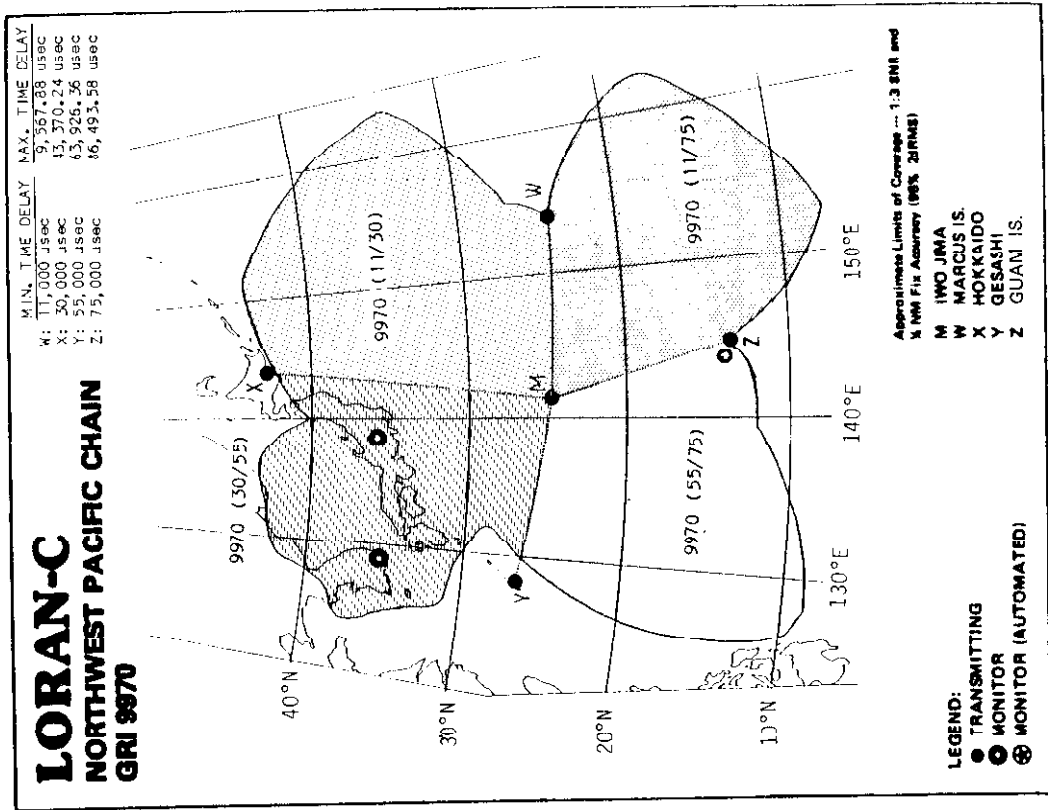 LORAN-C
NORTHWEST PACIFIC CHAIN
GRI 9970
MIN. TIME DELAY MAX. TIME DELAY
W: 11,000 usec 9,567.88 usec
X: 30,000 usec 43,370.24 usec
Y: 55,000 usec 63,926.36 usec
Z: 75,000 usec 86,493.58 usec
40°N
30°N
20°N
10°N
9970 (30/55)
X
9970 (11/30)
M
W
Y
9970 (55/75)
Z
9970 (11/75)
130°E
140°E
150°E
LEGEND:
TRANSMITTING
MONITOR
MONITOR (AUTOMATED)
Approximate Limits of Coverage -- 1:3 SNR and
¼ NM Fix Accuracy (95% 2dRMS)
M IWO JIMA
W MARCUS IS.
X HOKKAIDO
Y GESASHI
Z GUAM IS.